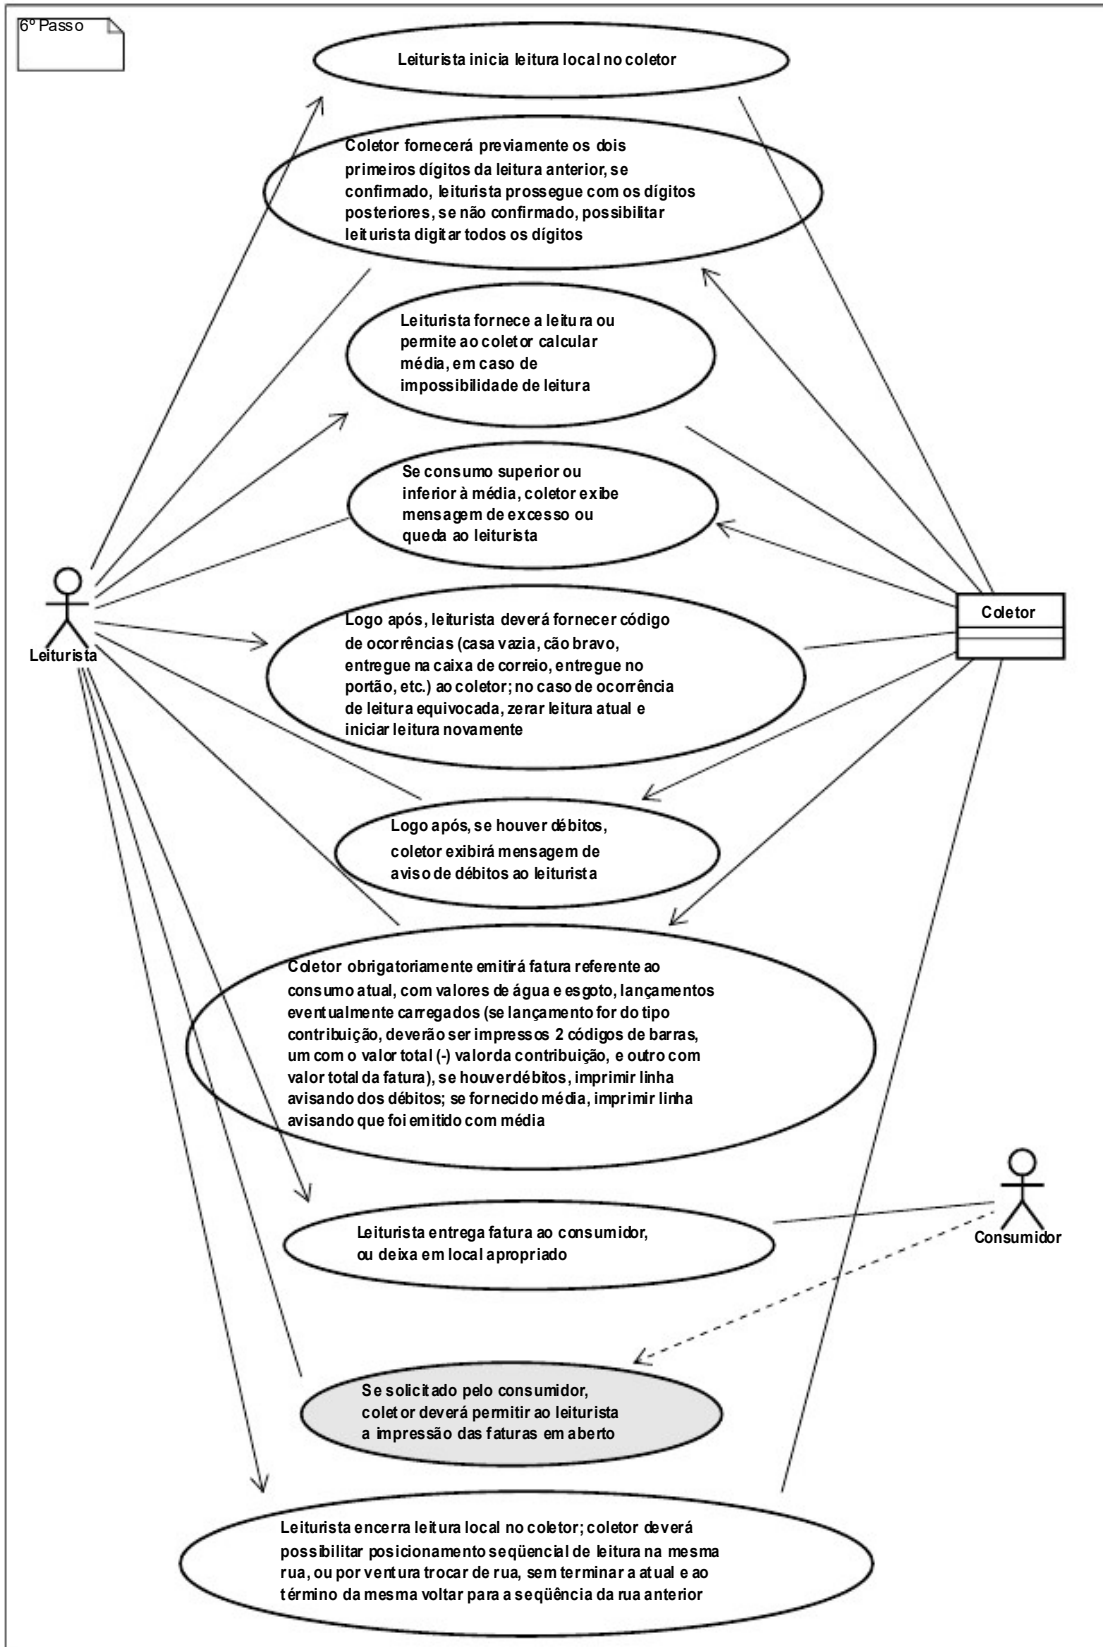 6º Passo
Leiturista inicia leitura local no coletor
Coletor fornecerá previamente os dois
primeiros dígitos da leitura anterior, se
confirmado, leiturista prossegue com os dígitos
posteriores, se não confirmado, possibilitar
leiturista digitar todos os dígitos
Leiturista fornece a leitura ou
permite ao coletor calcular
média, em caso de
impossibilidade de leitura
Se consumo superior ou
inferior à média, coletor exibe
mensagem de excesso ou
queda ao leiturista
Leiturista
Coletor
Logo após, leiturista deverá fornecer código
de ocorrências (casa vazia, cão bravo,
entregue na caixa de correio, entregue no
portão, etc.) ao coletor; no caso de ocorrência
de leitura equivocada, zerar leitura atual e
iniciar leitura novamente
Logo após, se houver débitos,
coletor exibirá mensagem de
aviso de débitos ao leiturista
Coletor obrigatoriamente emitirá fatura referente ao
consumo atual, com valores de água e esgoto, lançamentos
eventualmente carregados (se lançamento for do tipo
contribuição, deverão ser impressos 2 códigos de barras,
um com o valor total (-) valor da contribuição, e outro com
valor total da fatura), se houver débitos, imprimir linha
avisando dos débitos; se fornecido média, imprimir linha
avisando que foi emitido com média
Leiturista entrega fatura ao consumidor,
ou deixa em local apropriado
Consumidor
Se solicitado pelo consumidor,
coletor deverá permitir ao leiturista
a impressão das faturas em aberto
Leiturista encerra leitura local no coletor; coletor deverá
possibilitar posicionamento seqüencial de leitura na mesma
rua, ou por ventura trocar de rua, sem terminar a atual e ao
término da mesma voltar para a seqüência da rua anterior